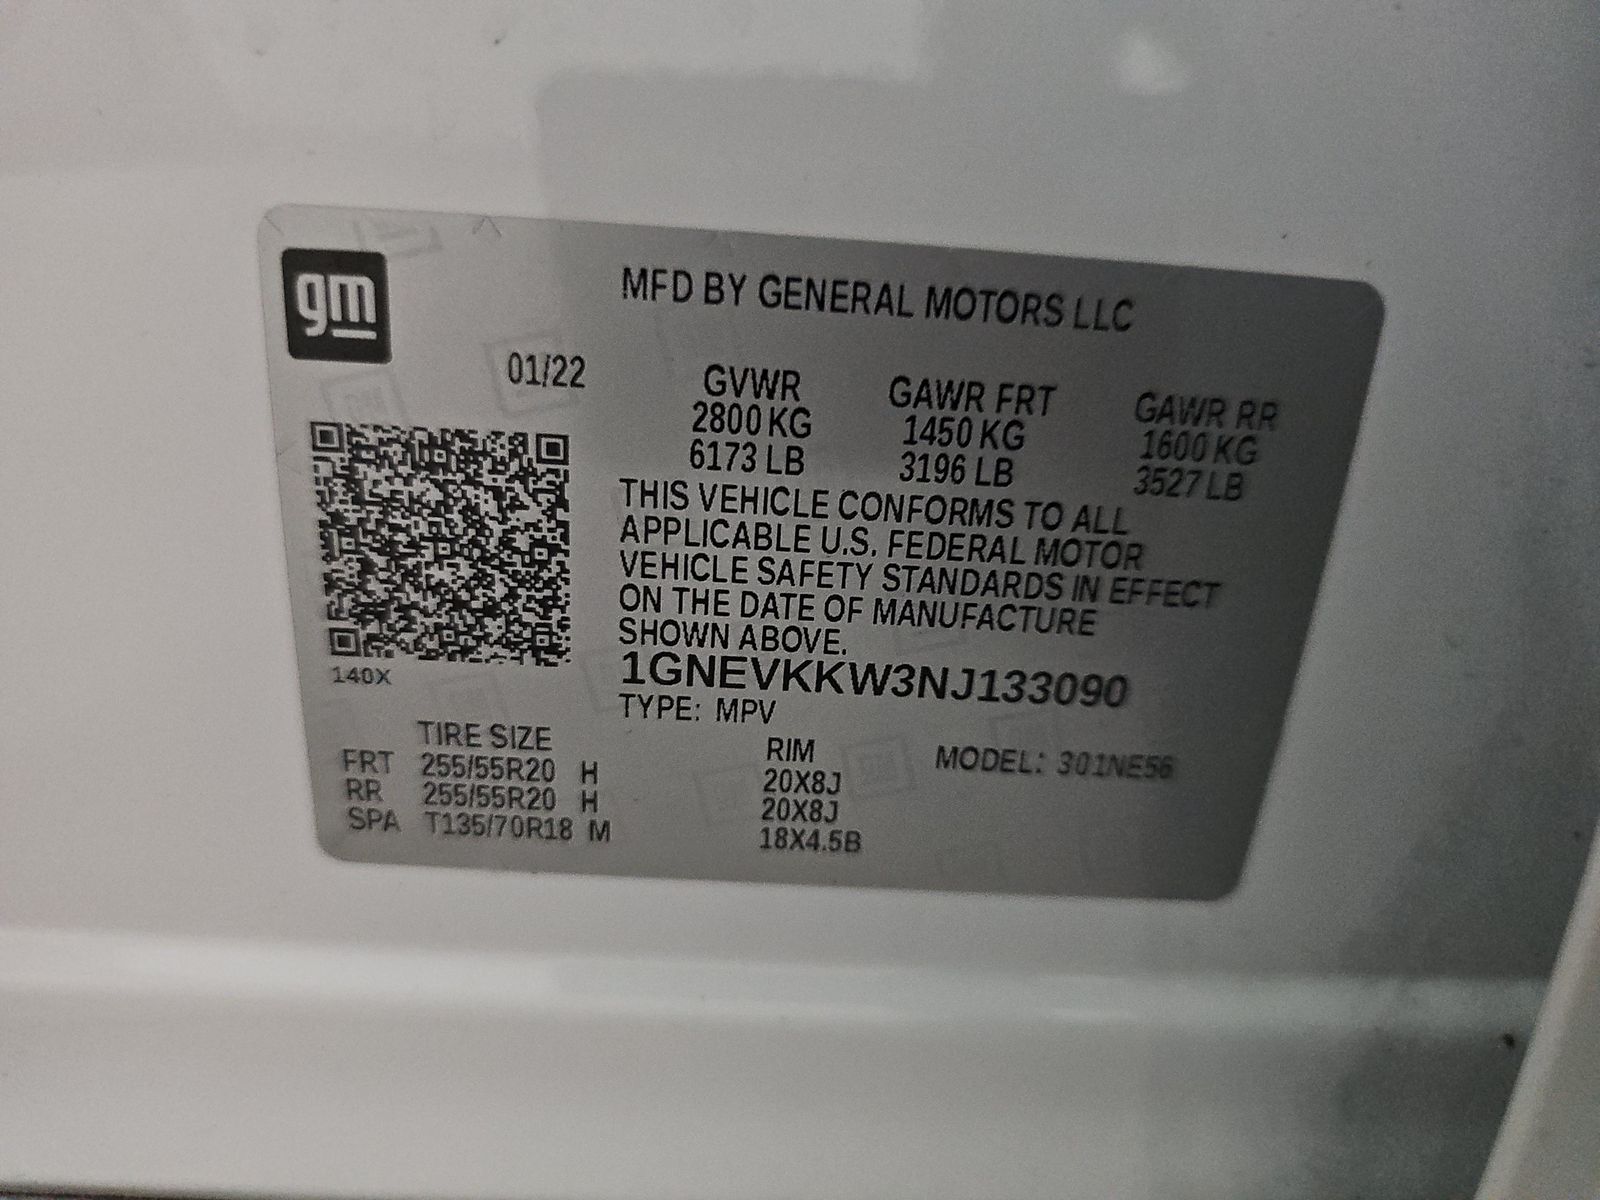 gm
MFD BY GENERAL MOTORS LLC
01/22
GVWR GAWR FRT GAWR RR
2800 KG 1450 KG 1600 KG
6173 LB 3196 LB 3527 LB
THIS VEHICLE CONFORMS TO ALL
APPLICABLE U.S. FEDERAL MOTOR
VEHICLE SAFETY STANDARDS IN EFFECT
ON THE DATE OF MANUFACTURE
SHOWN ABOVE.
140X
1GNEVKKW3NJ133090
TYPE: MPV
TIRE SIZE RIM MODEL: 301NE56
FRT 255/55R20 H 20X8J
RR 255/55R20 H 20X8J
SPA T135/70R18 M 18X4.5B